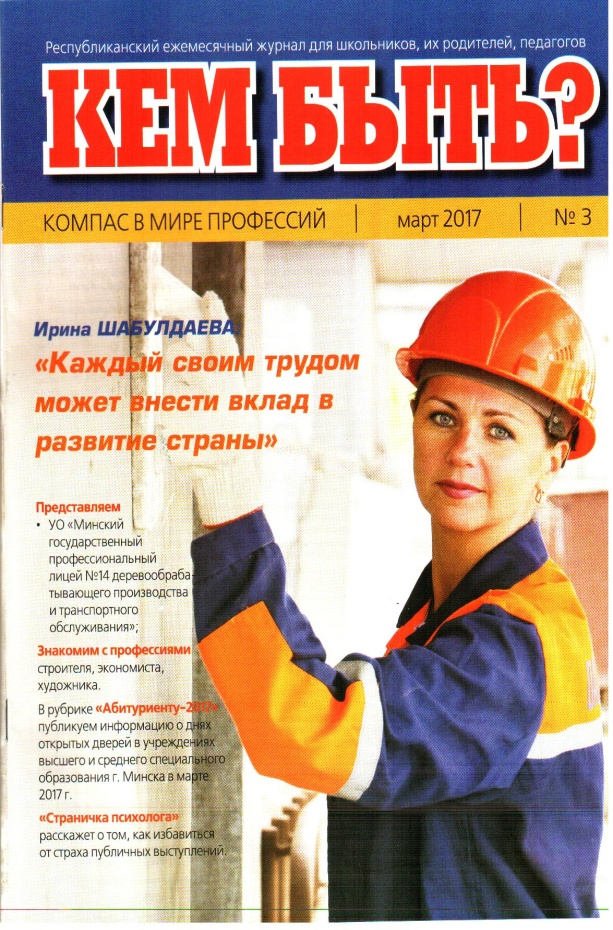 Республиканский ежемесячный журнал для школьников, их родителей, педагогов
КЕМ БЫТЬ?
КОМПАС В МИРЕ ПРОФЕССИЙ | март 2017 | № 3
Ирина ШАБУЛДАЕВА:
«Каждый своим трудом
может внести вклад в
развитие страны»
Представляем
• УО «Минский
государственный
профессиональный
лицей №14 деревообраба-
тывающего производства
и транспортного
обслуживания»;
Знакомим с профессиями
строителя, экономиста,
художника.
В рубрике «Абитуриенту-2017»
публикуем информацию о днях
открытых дверей в учреждениях
высшего и среднего специального
образования г. Минска в марте
2017 г.
«Страничка психолога»
расскажет о том, как избавиться
от страха публичных выступлений.